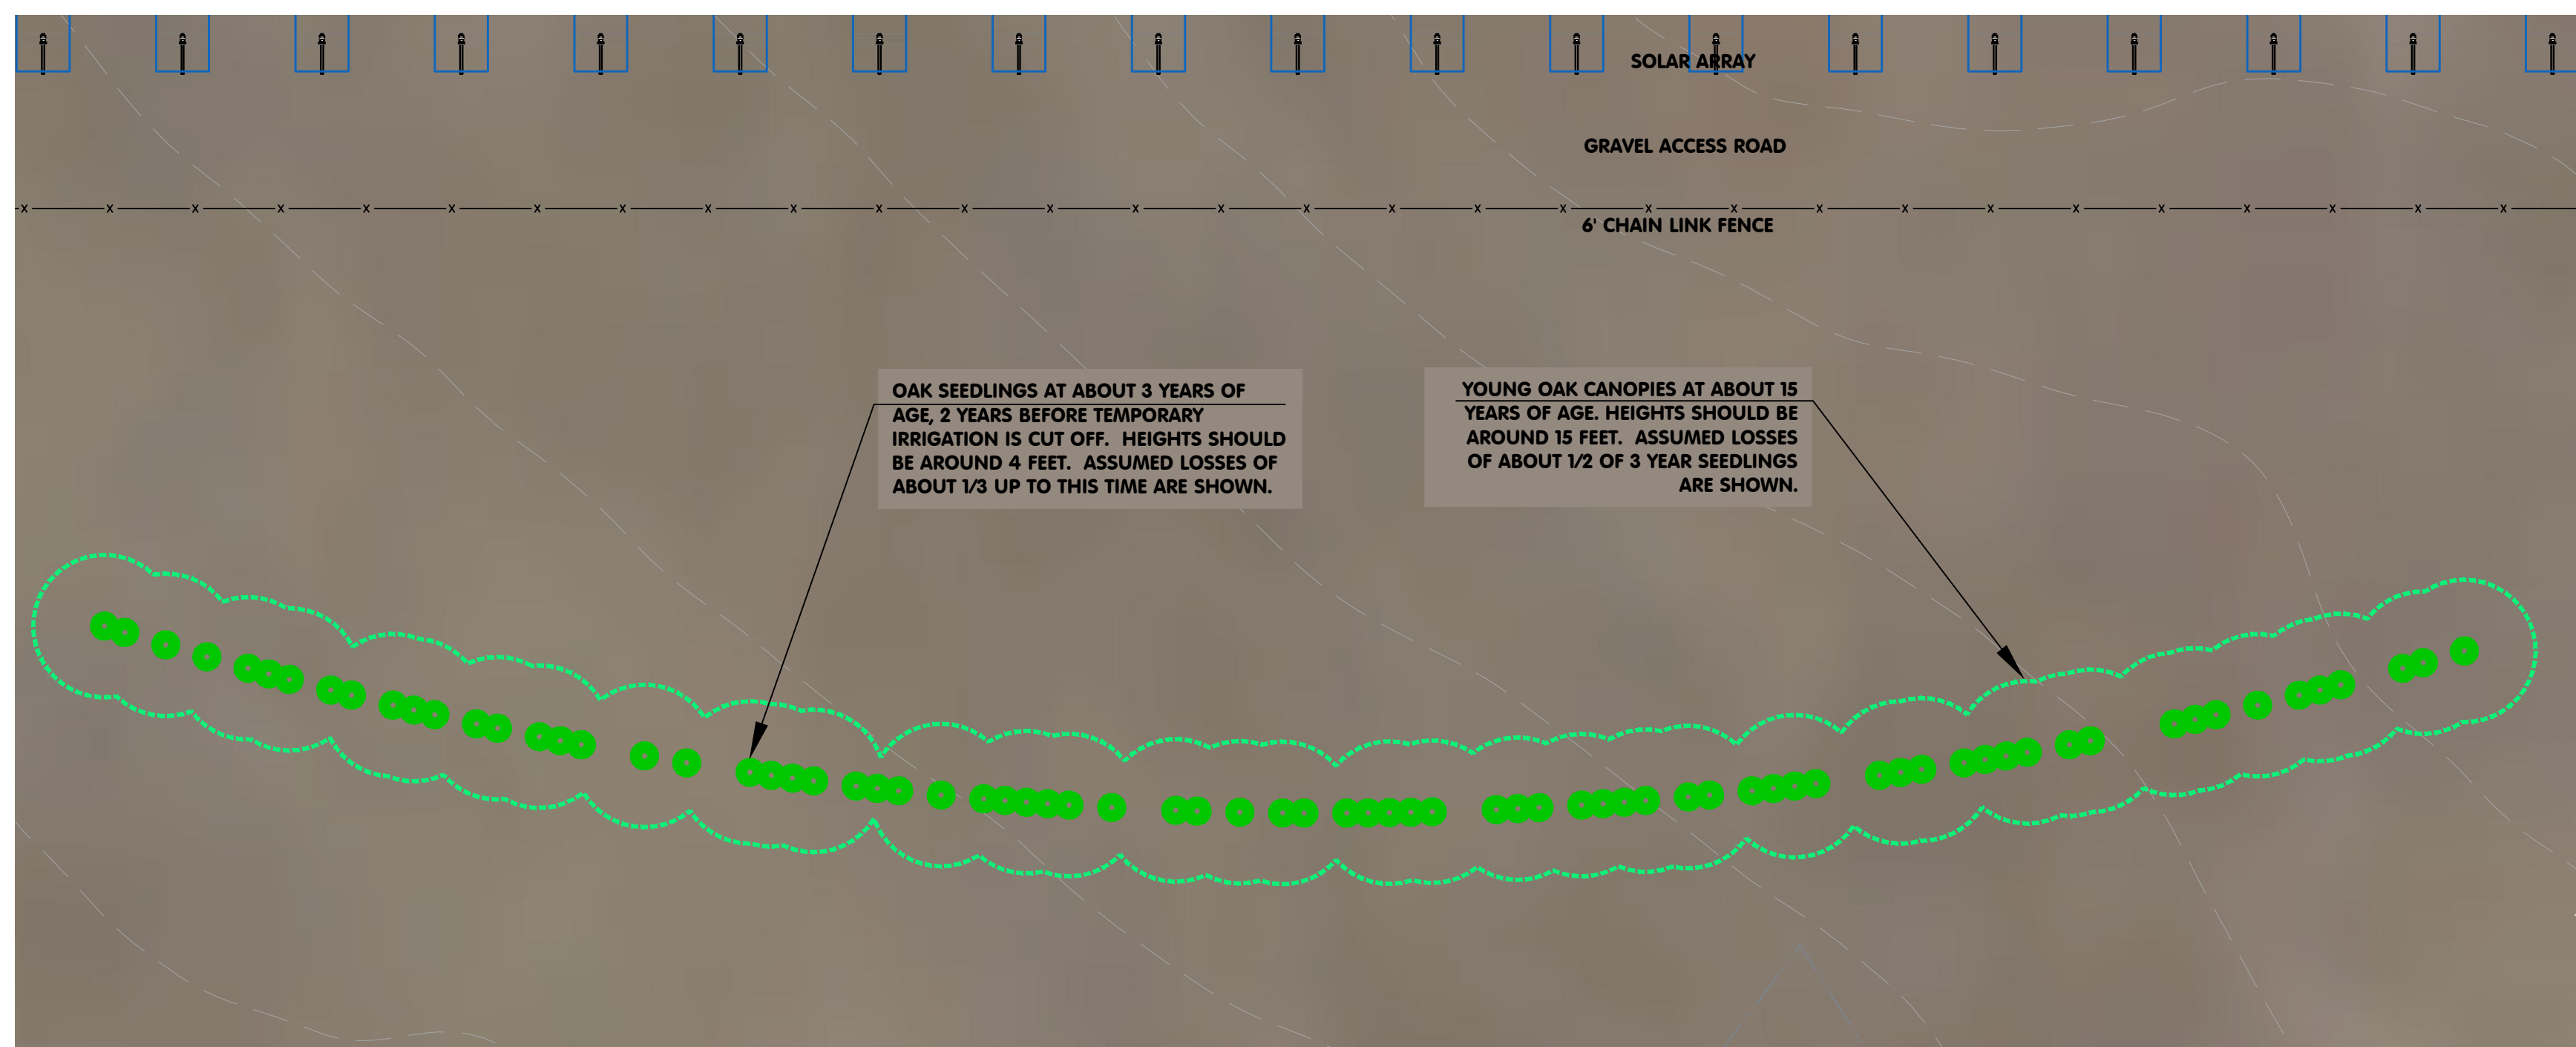 SOLAR ARRAY
GRAVEL ACCESS ROAD
6' CHAIN LINK FENCE
OAK SEEDLINGS AT ABOUT 3 YEARS OF
AGE, 2 YEARS BEFORE TEMPORARY
IRRIGATION IS CUT OFF.  HEIGHTS SHOULD
BE AROUND 4 FEET.  ASSUMED LOSSES OF
ABOUT 1/3 UP TO THIS TIME ARE SHOWN.
YOUNG OAK CANOPIES AT ABOUT 15
YEARS OF AGE. HEIGHTS SHOULD BE
AROUND 15 FEET.  ASSUMED LOSSES
OF ABOUT 1/2 OF 3 YEAR SEEDLINGS
ARE SHOWN.